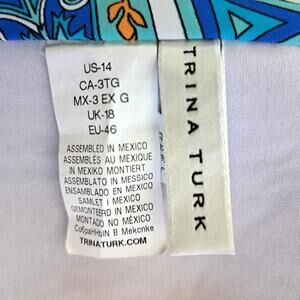 US-14
CA-3TG
MX-3 EX G
UK-18
EU-46
ASSEMBLED IN MEXICO
ASSEMBLÉS AU MEXIQUE
IN MEXIKO MONTIERT
ASSEMBLATO IN MESSICO
ENSAMBLADO EN MEXICO
SAMLET I MEXICO
GEMONTEERD IN MEXICO
MONTADO NO MÉXICO
TRINATURK.COM
TRINA TURK